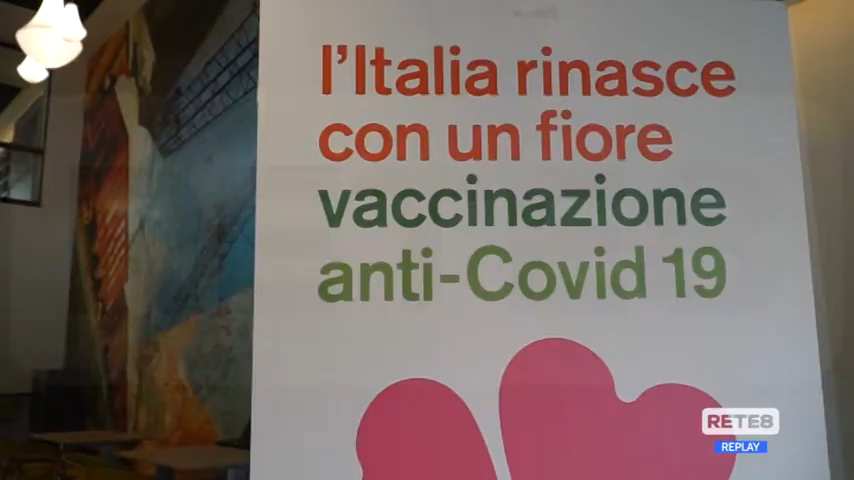 l'Italia rinasce
con un fiore
vaccinazione
anti-Covid 19
RETE8
REPLAY